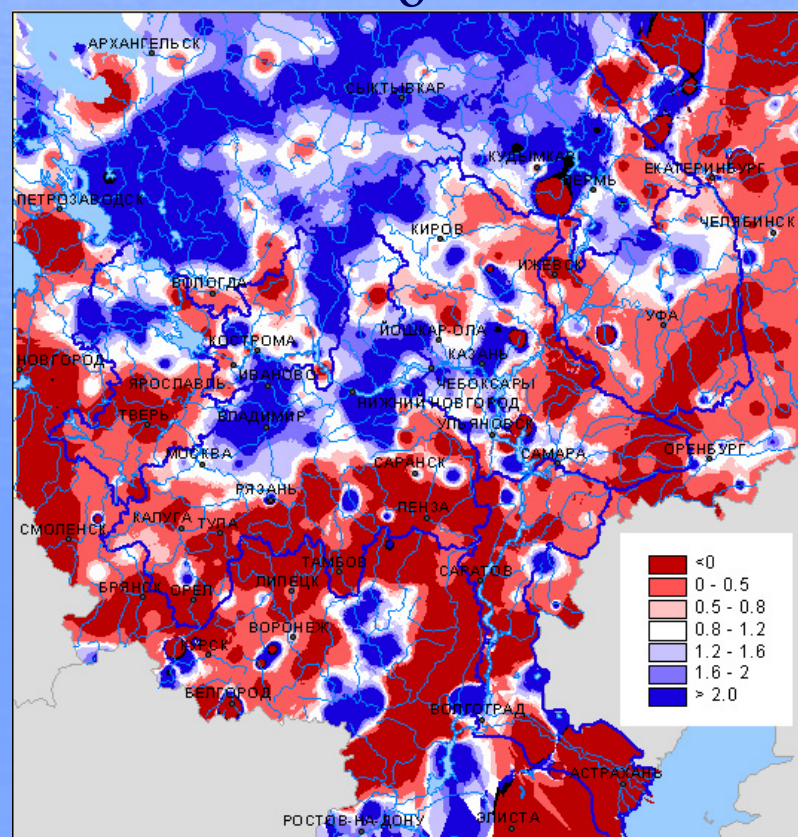 АРХАНГЕЛЬСК
СЫКТЫВКАР
КУДЫМКАР
ПЕРМЬ
ЕКАТЕРИНБУРГ
ПЕТРОЗАВОДСК
ЧЕЛЯБИНСК
КИРОВ
ИЖЕВСК
ВОЛОГДА
УФА
ЙОШКАР-ОЛА
КОСТРОМА
КАЗАНЬ
НОВГОРОД
ИВАНОВО
ЯРОСЛАВЛЬ
ЧЕБОКСАРЫ
НИЖНИЙ НОВГОРОД
ТВЕРЬ
ВЛАДИМИР
УЛЬЯНОВСК
МОСКВА
САМАРА
ОРЕНБУРГ
САРАНСК
РЯЗАНЬ
КАЛУГА
ПЕНЗА
СМОЛЕНСК
ТУЛА
ТАМБОВ
ЛИПЕЦК
САРАТОВ
БРЯНСК
ОРЕЛ
ВОРОНЕЖ
КУРСК
БЕЛГОРОД
ВОЛГОГРАД
АСТРАХАНЬ
РОСТОВ-НА-ДОНУ
ЭЛИСТА
<0
0 - 0.5
0.5 - 0.8
0.8 - 1.2
1.2 - 1.6
1.6 - 2
> 2.0